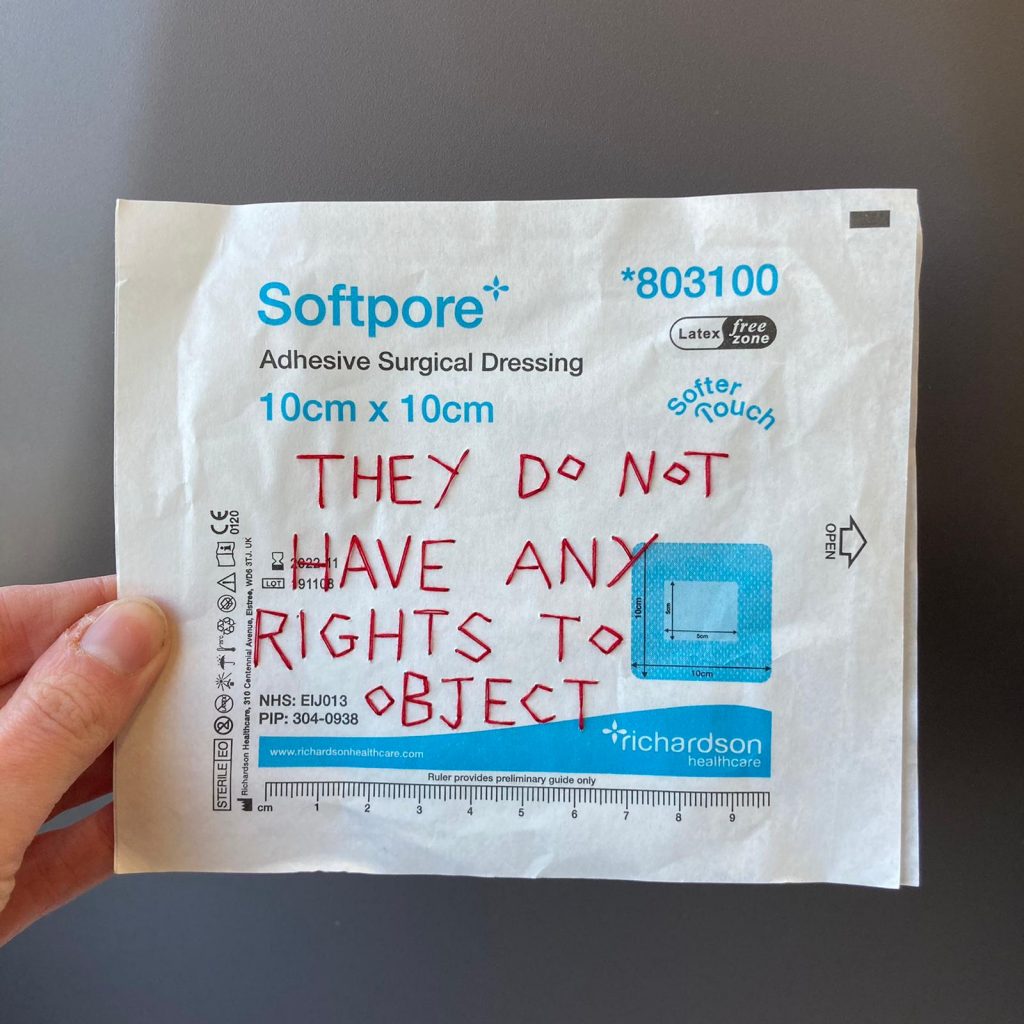 *803100
Softpore
Latex free zone
Adhesive Surgical Dressing
Softer Touch
10cm x 10cm
THEY DO NOT
HAVE ANY
RIGHTS TO
OBJECT
CE 0120
2022-11
LOT 191108
OPEN
10cm
5cm
5cm
10cm
Richardson Healthcare, 310 Centennial Avenue, Elstree, WD6 3TJ. UK
STERILE EO
NHS: EIJ013
PIP: 304-0938
www.richardsonhealthcare.com
richardson
healthcare
Ruler provides preliminary guide only
cm 1 2 3 4 5 6 7 8 9